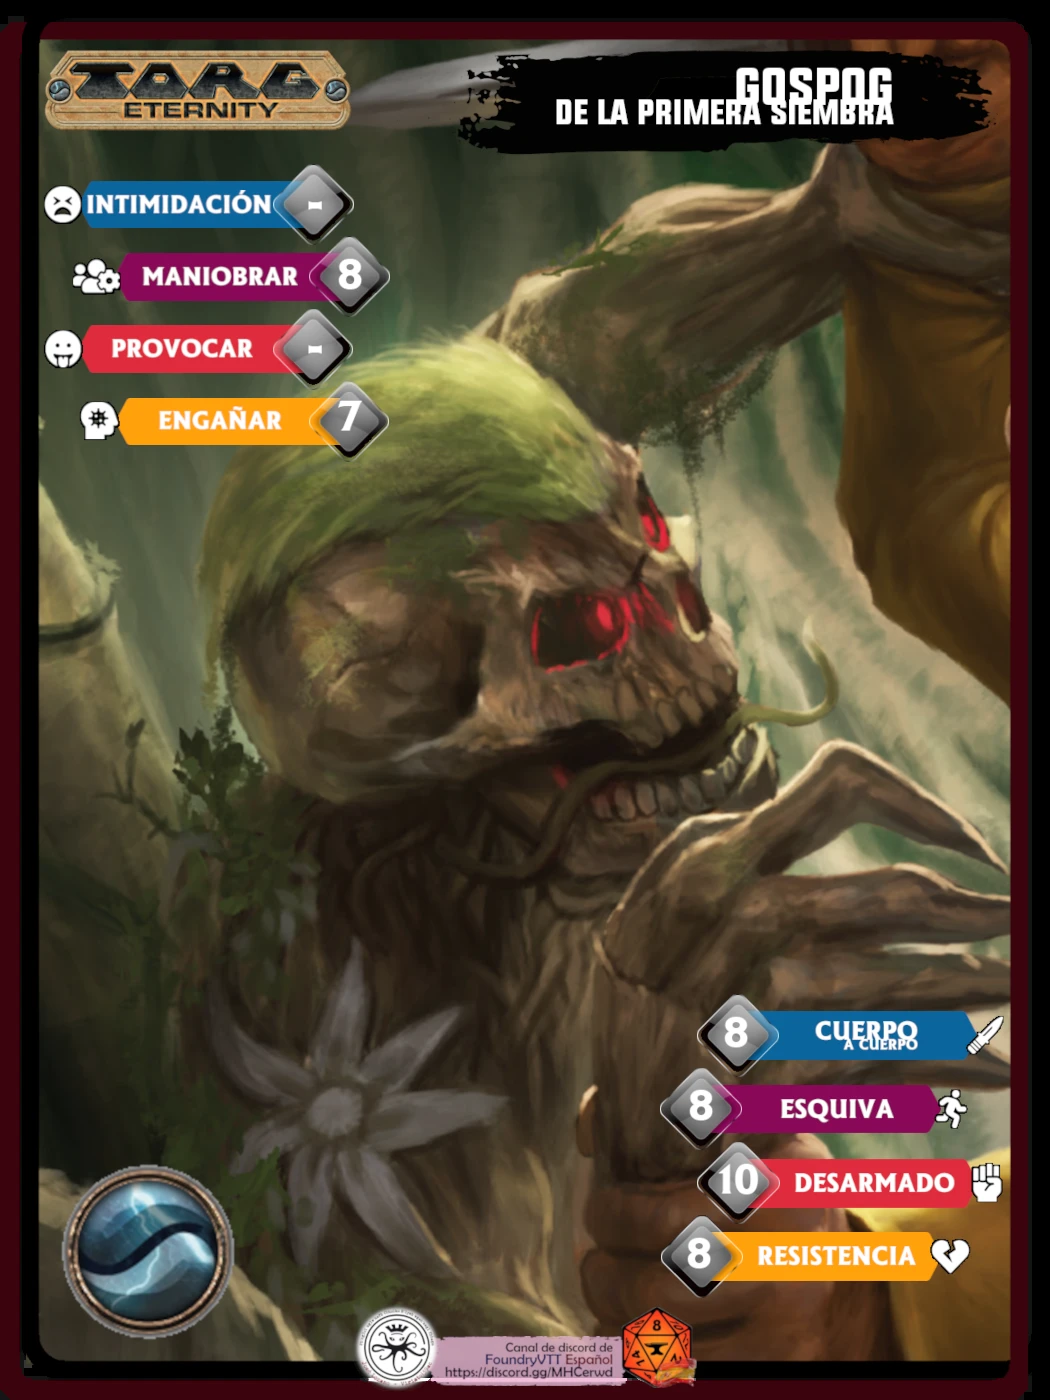 TORG
ETERNITY
GOSPOG
DE LA PRIMERA SIEMBRA
INTIMIDACIÓN -
MANIOBRAR 8
PROVOCAR -
ENGAÑAR 7
8 CUERPO
A CUERPO
8 ESQUIVA
10 DESARMADO
8 RESISTENCIA
Canal de discord de
FoundryVTT Español
https://discord.gg/MHCerwd
8